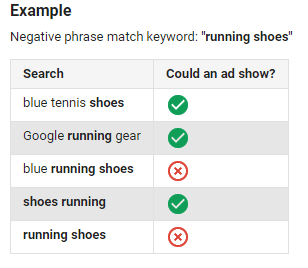 Example
Negative phrase match keyword: "running shoes"
Search Could an ad show?
blue tennis shoes
Google running gear
blue running shoes
shoes running
running shoes